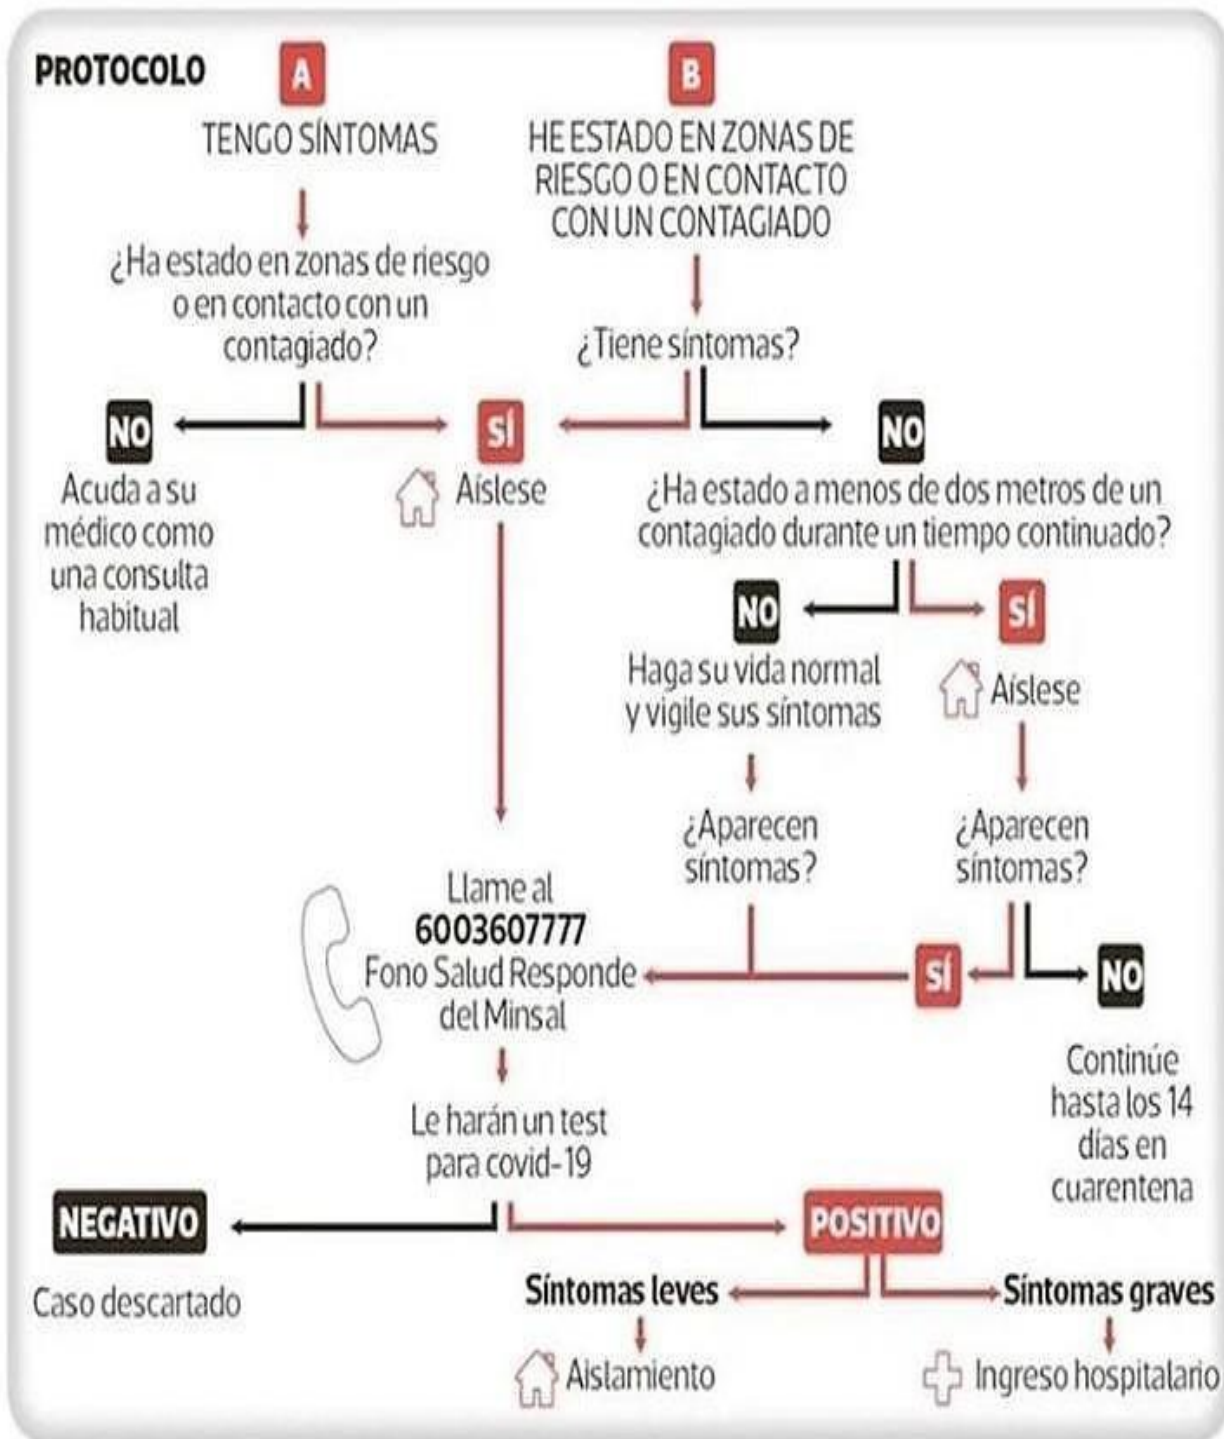 PROTOCOLO
A
TENGO SÍNTOMAS
¿Ha estado en zonas de riesgo
o en contacto con un
contagiado?
B
HE ESTADO EN ZONAS DE
RIESGO O EN CONTACTO
CON UN CONTAGIADO
¿Tiene síntomas?
NO
Acuda a su
médico como
una consulta
habitual
SÍ
Aíslese
NO
¿Ha estado a menos de dos metros de un
contagiado durante un tiempo continuado?
NO
Haga su vida normal
y vigile sus síntomas
SÍ
Aíslese
¿Aparecen
síntomas?
¿Aparecen
síntomas?
SÍ
NO
Continúe
hasta los 14
días en
cuarentena
Llame al
6003607777
Fono Salud Responde
del Minsal
Le harán un test
para covid-19
NEGATIVO
Caso descartado
POSITIVO
Síntomas leves
Aislamiento
Síntomas graves
Ingreso hospitalario